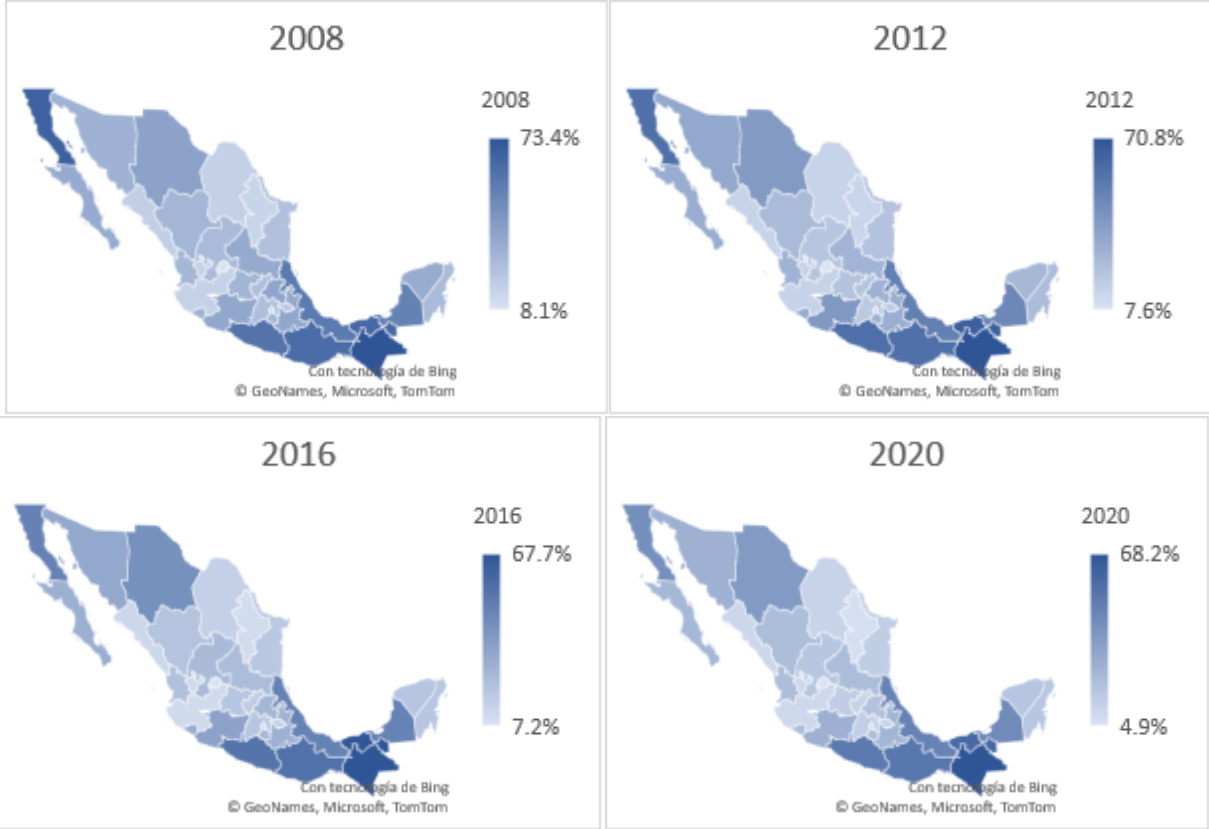 2008
2008
73.4%
8.1%
Con tecnología de Bing
© GeoNames, Microsoft, TomTom
2012
2012
70.8%
7.6%
Con tecnología de Bing
© GeoNames, Microsoft, TomTom
2016
2016
67.7%
7.2%
Con tecnología de Bing
© GeoNames, Microsoft, TomTom
2020
2020
68.2%
4.9%
Con tecnología de Bing
© GeoNames, Microsoft, TomTom